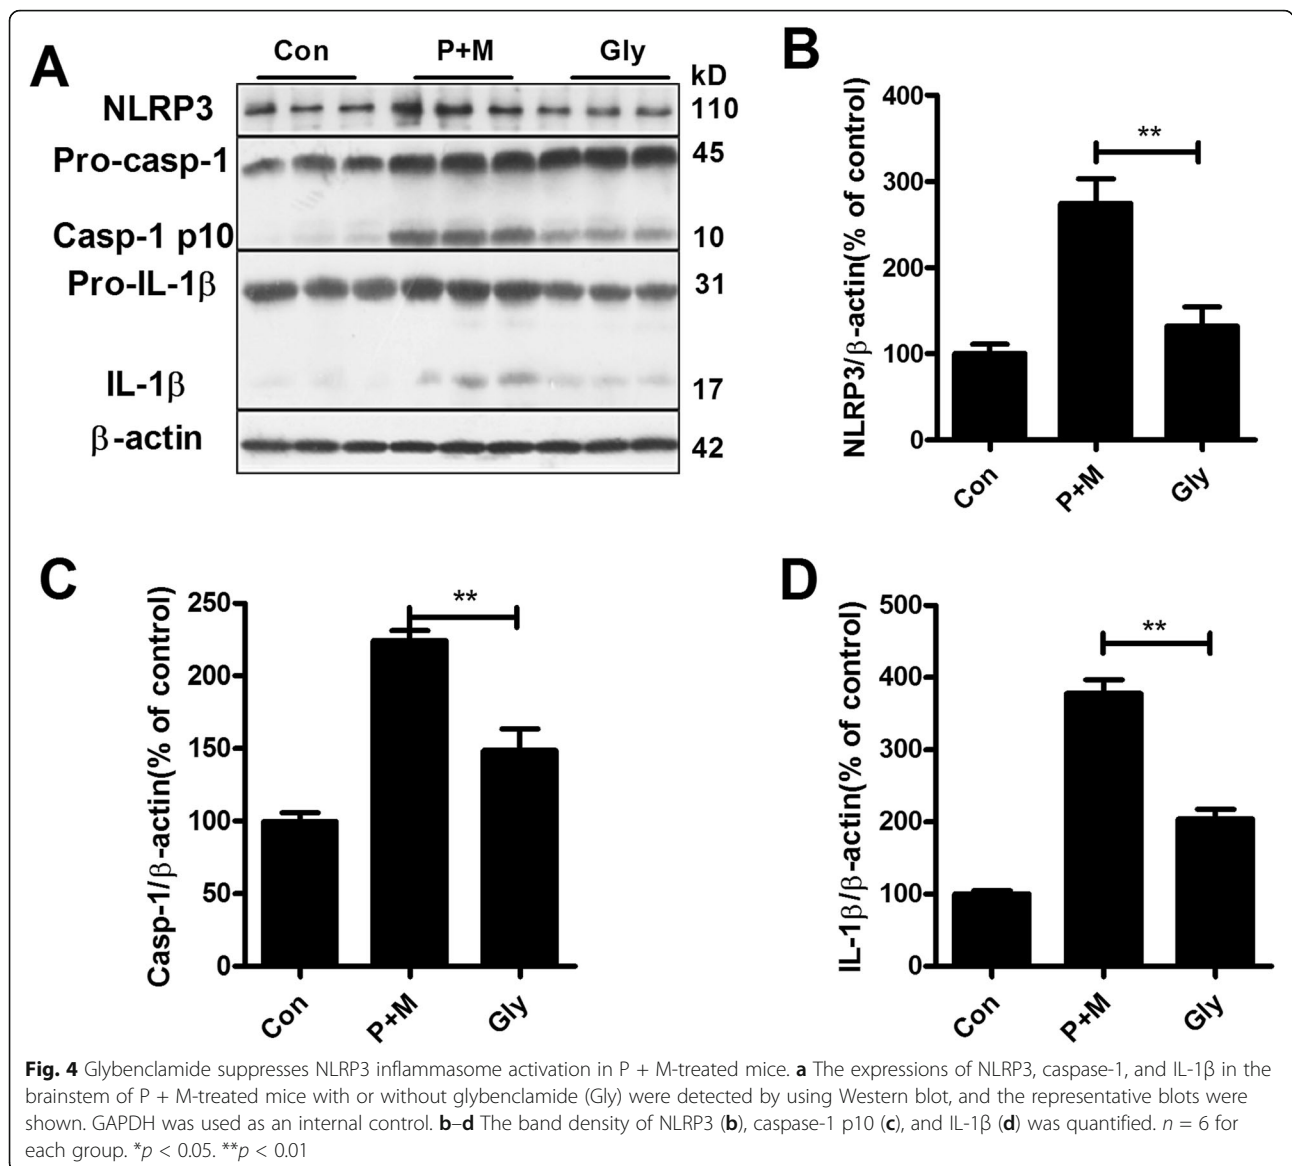 A
Con P+M Gly
kD
NLRP3 110
Pro-casp-1 45
Casp-1 p10 10
Pro-IL-1β 31
IL-1β 17
β-actin 42
B
NLRP3/β-actin(% of control)
400
300
200
100
0
**
Con P+M Gly
C
Casp-1/β-actin(% of control)
250
200
150
100
50
0
**
Con P+M Gly
D
IL-1β/β-actin(% of control)
500
400
300
200
100
0
**
Con P+M Gly
Fig. 4 Glybenclamide suppresses NLRP3 inflammasome activation in P + M-treated mice. a The expressions of NLRP3, caspase-1, and IL-1β in the
brainstem of P + M-treated mice with or without glybenclamide (Gly) were detected by using Western blot, and the representative blots were
shown. GAPDH was used as an internal control. b–d The band density of NLRP3 (b), caspase-1 p10 (c), and IL-1β (d) was quantified. n = 6 for
each group. *p < 0.05. **p < 0.01